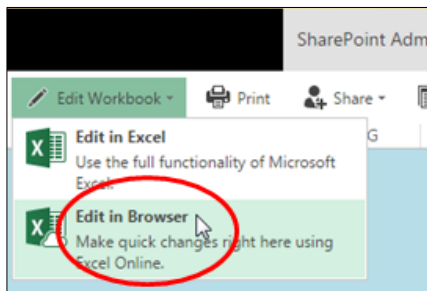 SharePoint Adm
Edit Workbook
Print
Share
G
Edit in Excel
Use the full functionality of Microsoft
Excel.
Edit in Browser
Make quick changes right here using
Excel Online.